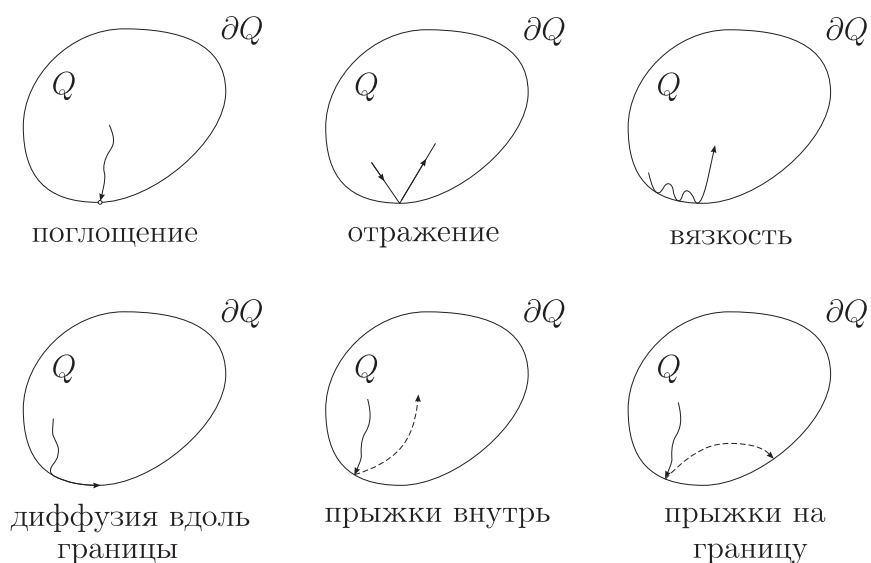 ∂Q ∂Q ∂Q
Q Q Q
поглощение отражение вязкость
∂Q ∂Q ∂Q
Q Q Q
диффузия вдоль прыжки внутрь прыжки на
границы границу